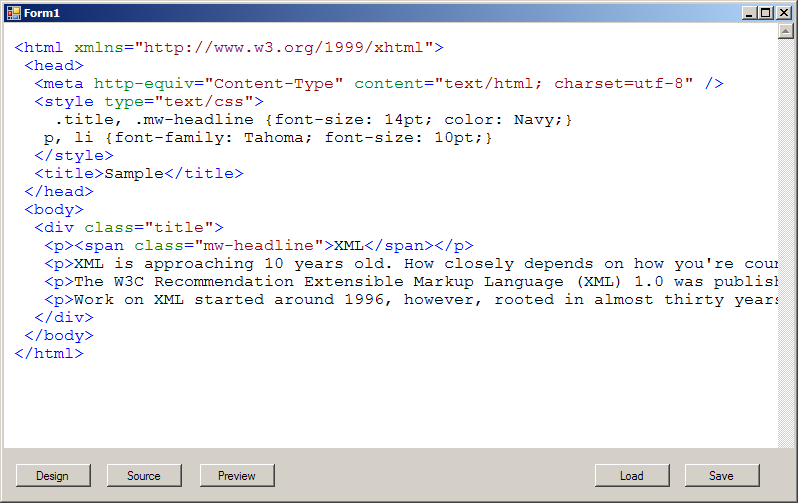 Form1
<html xmlns="http://www.w3.org/1999/xhtml">
<head>
<meta http-equiv="Content-Type" content="text/html; charset=utf-8" />
<style type="text/css">
.title, .mw-headline {font-size: 14pt; color: Navy;}
p, li {font-family: Tahoma; font-size: 10pt;}
</style>
<title>Sample</title>
</head>
<body>
<div class="title">
<p><span class="mw-headline">XML</span></p>
<p>XML is approaching 10 years old. How closely depends on how you're cour
<p>The W3C Recommendation Extensible Markup Language (XML) 1.0 was publish
<p>Work on XML started around 1996, however, rooted in almost thirty years
</div>
</body>
</html>
Design Source Preview Load Save